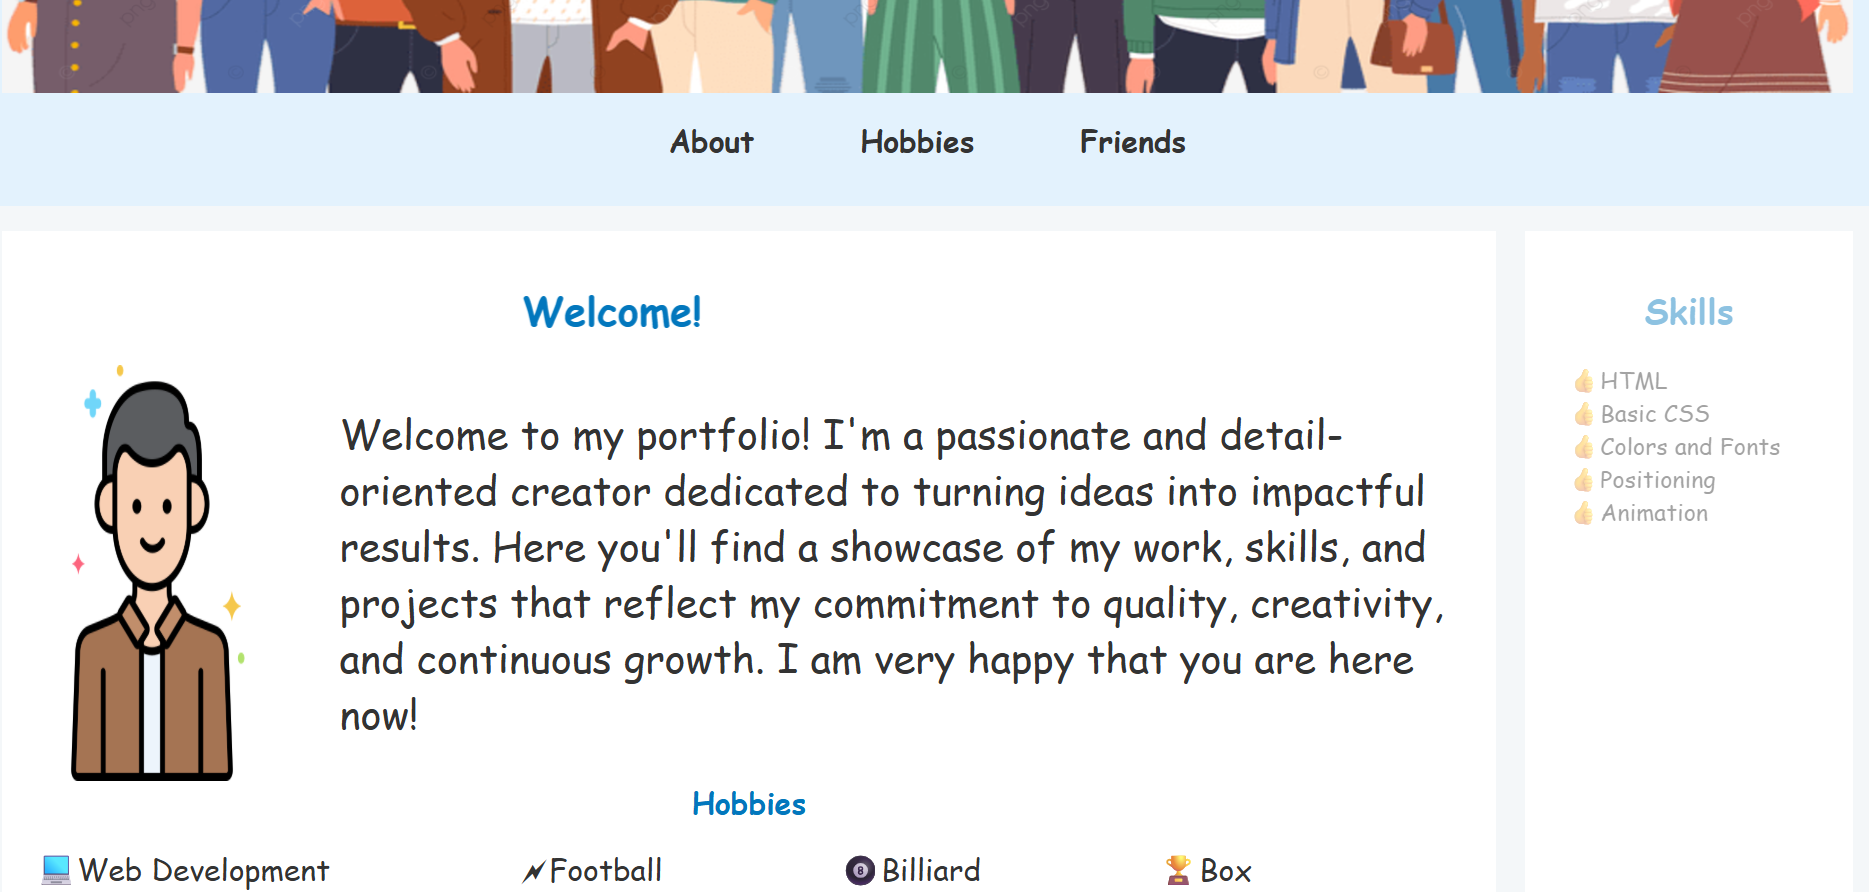 About Hobbies Friends
Welcome!
Welcome to my portfolio! I'm a passionate and detail-
oriented creator dedicated to turning ideas into impactful
results. Here you'll find a showcase of my work, skills, and
projects that reflect my commitment to quality, creativity,
and continuous growth. I am very happy that you are here
now!
Hobbies
Web Development Football Billiard Box
Skills
HTML
Basic CSS
Colors and Fonts
Positioning
Animation